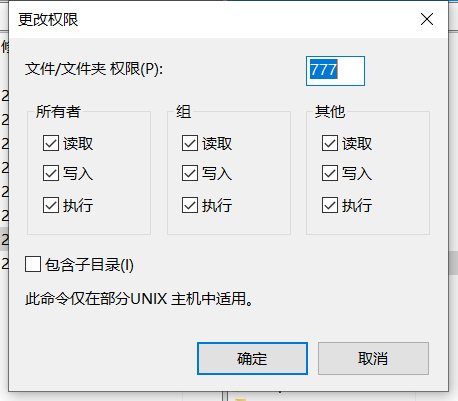 更改权限
文件/文件夹 权限(P):
777
所有者
组
其他
读取
读取
读取
写入
写入
写入
执行
执行
执行
包含子目录(I)
此命令仅在部分UNIX 主机中适用。
确定
取消